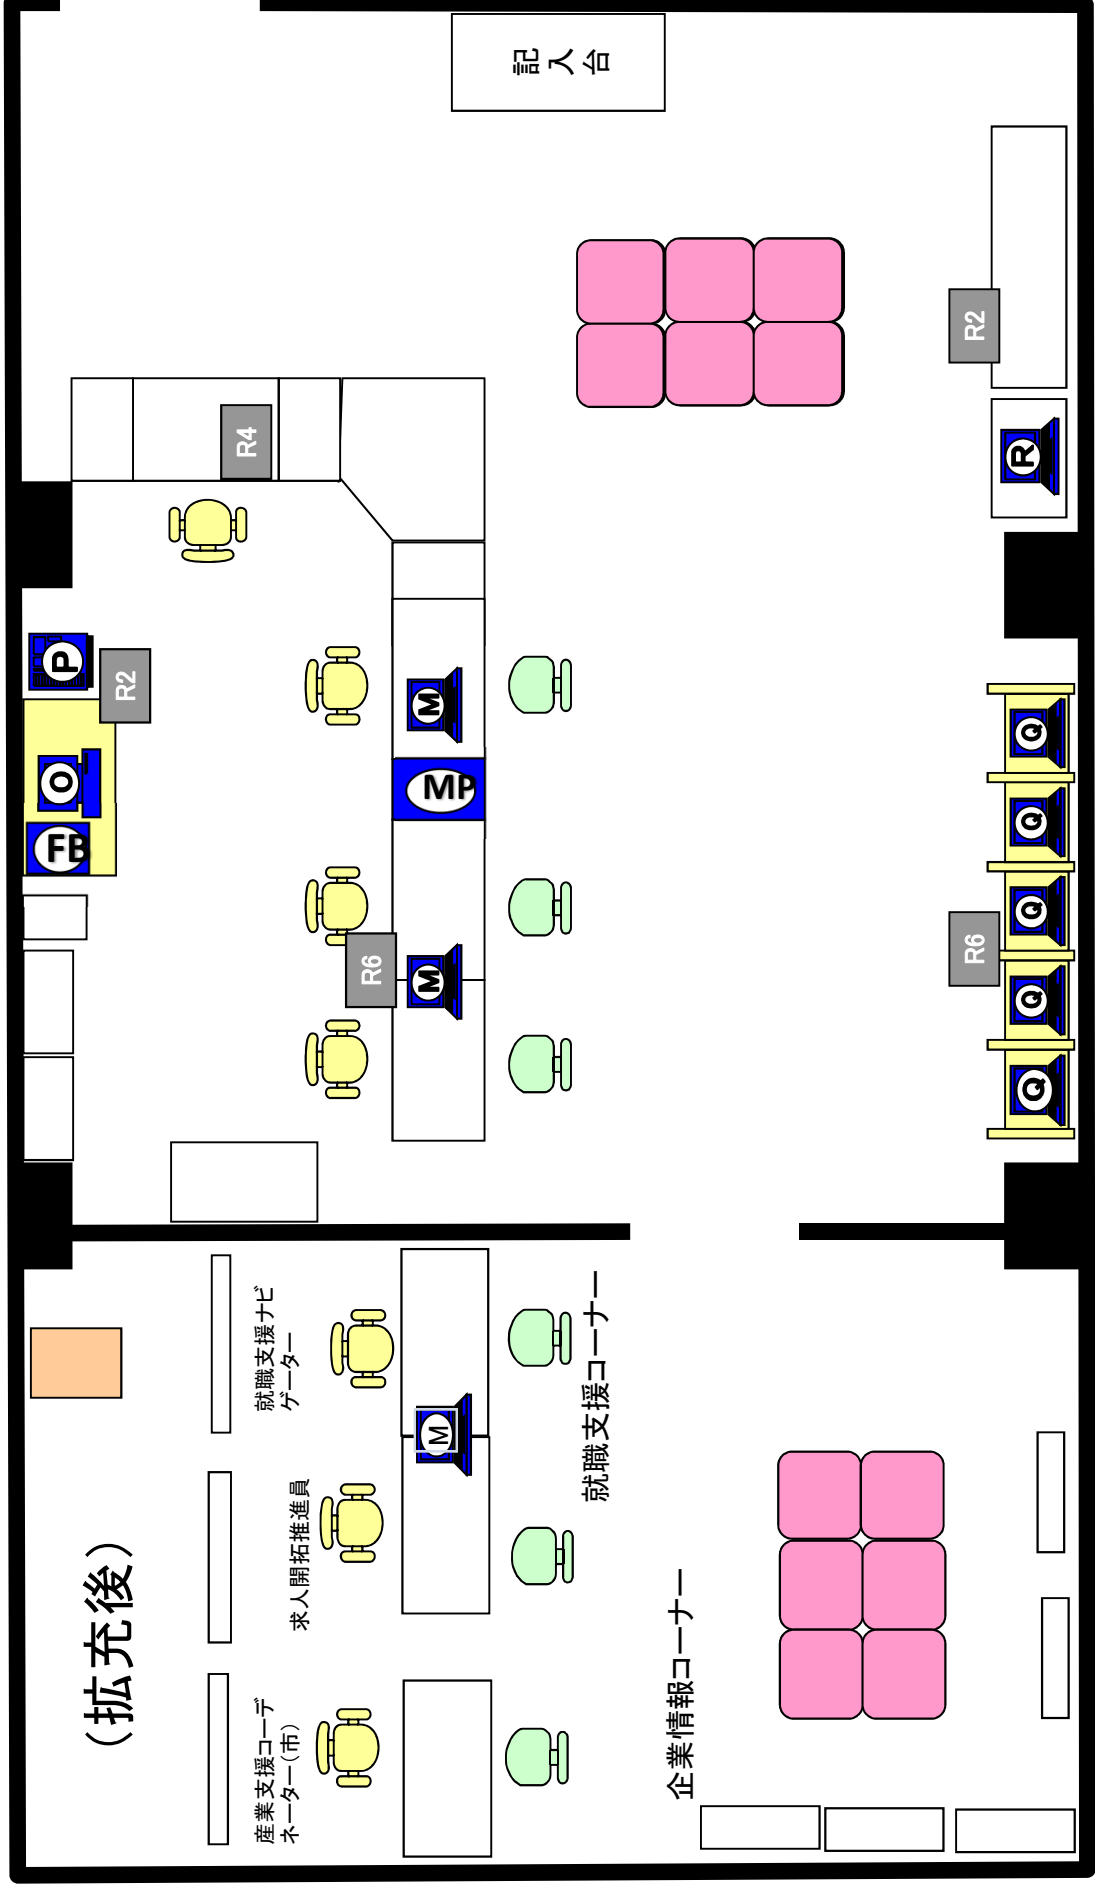 (拡充後)
産業支援コーデ
ネーター(市)
求人開拓推進員
就職支援ナビ
ゲーター
M
就職支援コーナー
企業情報コーナー
FB
O
P
R2
R4
R6
M
MP
M
記入台
R2
R
R6
Q
Q
Q
Q
Q